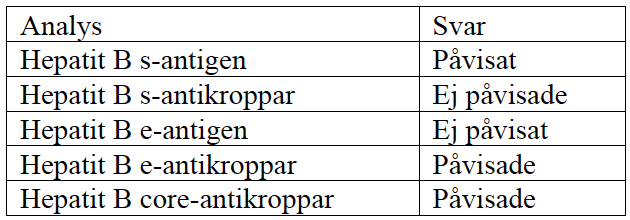 Analys Svar
Hepatit B s-antigen Påvisat
Hepatit B s-antikroppar Ej påvisade
Hepatit B e-antigen Ej påvisat
Hepatit B e-antikroppar Påvisade
Hepatit B core-antikroppar Påvisade